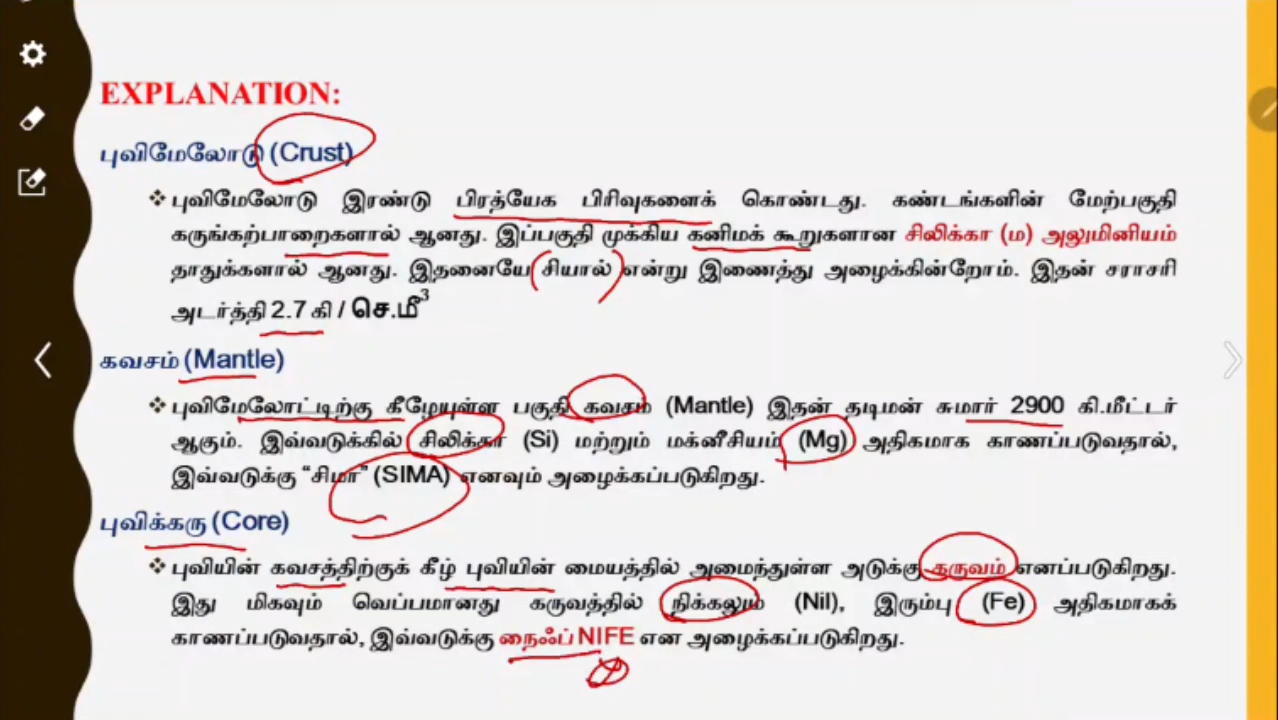 EXPLANATION:
புவிமேலோடு (Crust)
❖ புவிமேலோடு இரண்டு பிரத்யேக பிரிவுகளைக் கொண்டது. கண்டங்களின் மேற்பகுதி
கருங்கற்பாறைகளால் ஆனது. இப்பகுதி முக்கிய கனிமக் கூறுகளான சிலிக்கா (ம) அலுமினியம்
தாதுக்களால் ஆனது. இதனையே (சியால்) என்று இணைத்து அழைக்கின்றோம். இதன் சராசரி
அடர்த்தி 2.7 கி / செ.மீ³
கவசம் (Mantle)
❖ புவிமேலோட்டிற்கு கீழேயுள்ள பகுதி கவசம் (Mantle) இதன் தடிமன் சுமார் 2900 கி.மீட்டர்
ஆகும். இவ்வடுக்கில் சிலிக்கா (Si) மற்றும் மக்னீசியம் (Mg) அதிகமாக காணப்படுவதால்,
இவ்வடுக்கு "சிமா" (SIMA) எனவும் அழைக்கப்படுகிறது.
புவிக்கரு (Core)
❖ புவியின் கவசத்திற்குக் கீழ் புவியின் மையத்தில் அமைந்துள்ள அடுக்கு கருவம் எனப்படுகிறது.
இது மிகவும் வெப்பமானது கருவத்தில் நிக்கலும் (Nil), இரும்பு (Fe) அதிகமாகக்
காணப்படுவதால், இவ்வடுக்கு நைஃப் NIFE என அழைக்கப்படுகிறது.